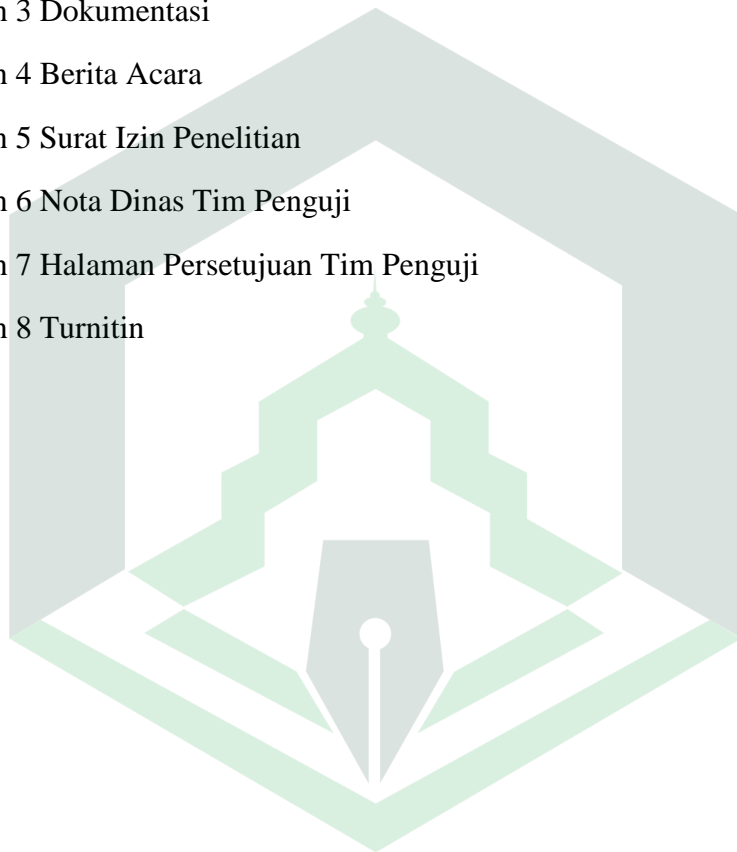 n 3 Dokumentasi
n 4 Berita Acara
n 5 Surat Izin Penelitian
n 6 Nota Dinas Tim Penguji
n 7 Halaman Persetujuan Tim Penguji
n 8 Turnitin